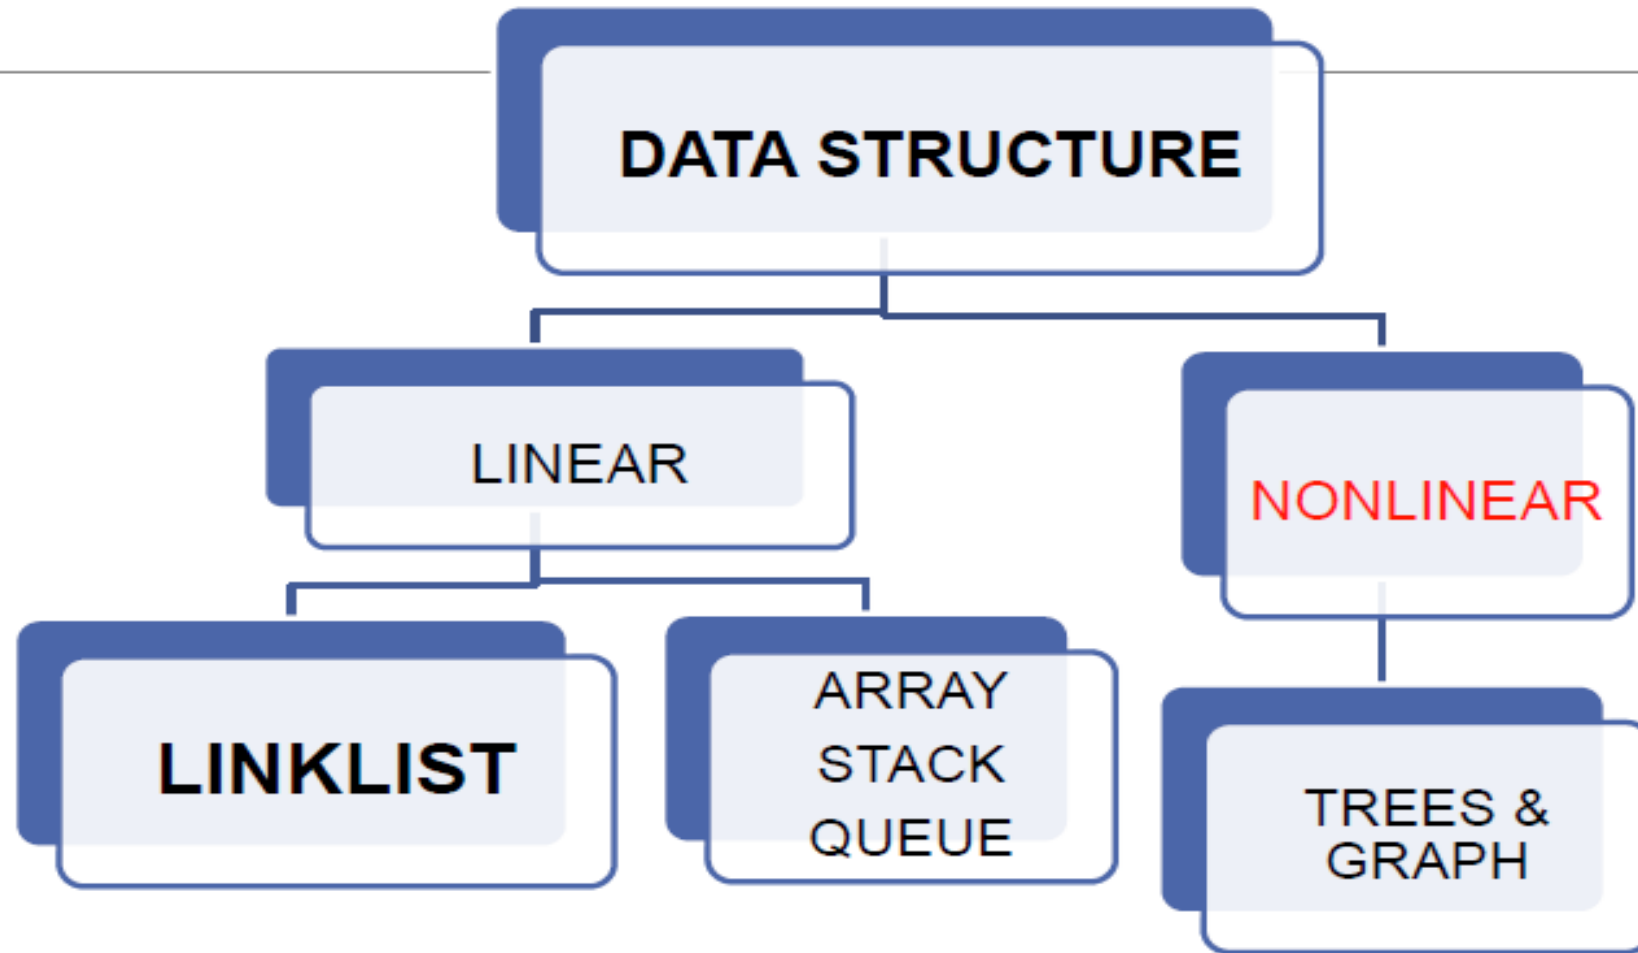 DATA STRUCTURE
LINEAR
NONLINEAR
LINKLIST
ARRAY
STACK
QUEUE
TREES &
GRAPH